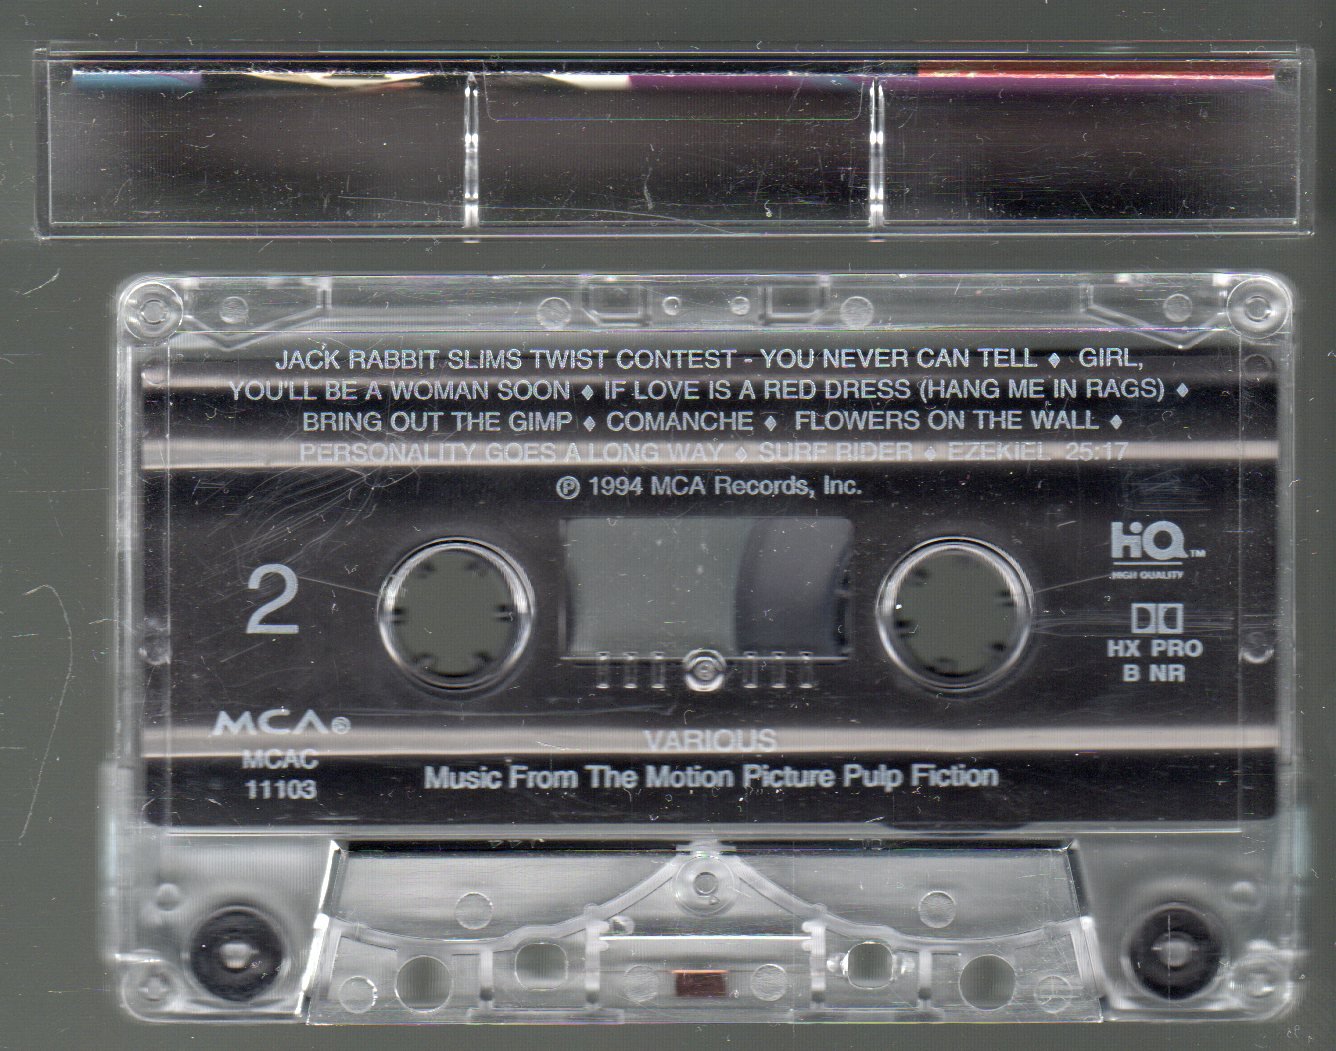 JACK RABBIT SLIMS TWIST CONTEST - YOU NEVER CAN TELL ♦ GIRL,
YOU'LL BE A WOMAN SOON ♦ IF LOVE IS A RED DRESS (HANG ME IN RAGS) ♦
BRING OUT THE GIMP ♦ COMANCHE ♦ FLOWERS ON THE WALL ♦
PERSONALITY GOES A LONG WAY ♦ SURF RIDER ♦ EZEKIEL 25:17
℗ 1994 MCA Records, Inc.
2
HiQ™
HIGH QUALITY
HX PRO
B NR
MCA®
MCAC
11103
VARIOUS
Music From The Motion Picture Pulp Fiction